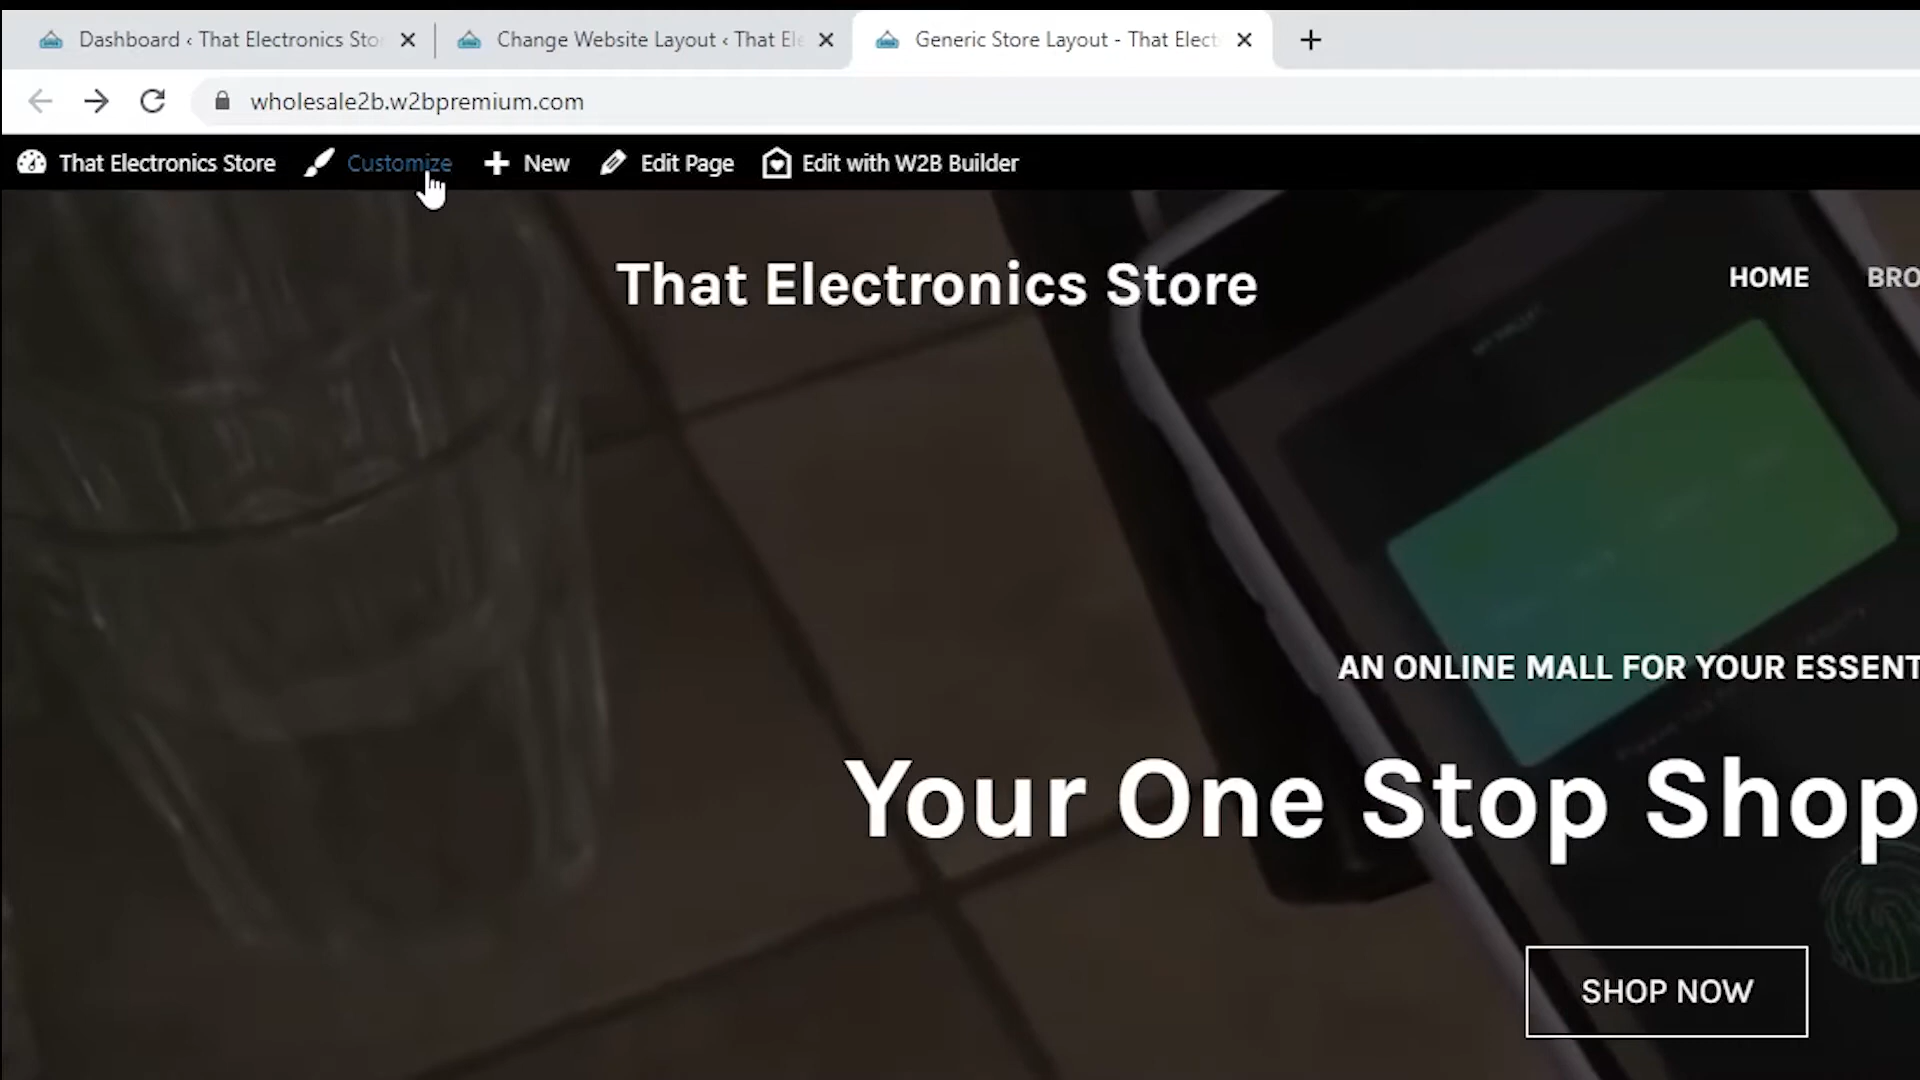 Dashboard ‹ That Electronics Sto
Change Website Layout ‹ That Ele
Generic Store Layout - That Elect
wholesale2b.w2bpremium.com
That Electronics Store Customize New Edit Page Edit with W2B Builder
That Electronics Store
HOME BRO
AN ONLINE MALL FOR YOUR ESSENT
Your One Stop Shop
SHOP NOW